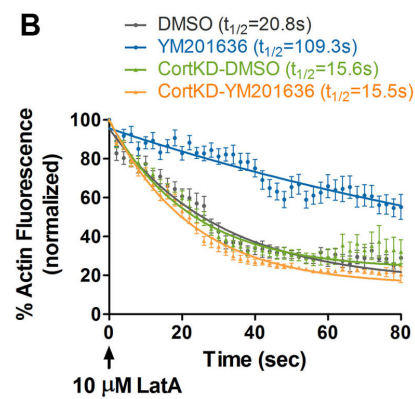 B
DMSO (t1/2=20.8s)
YM201636 (t1/2=109.3s)
CortKD-DMSO (t1/2=15.6s)
CortKD-YM201636 (t1/2=15.5s)
% Actin Fluorescence
(normalized)
100
80
60
40
20
0
0 20 40 60 80
Time (sec)
10 µM LatA